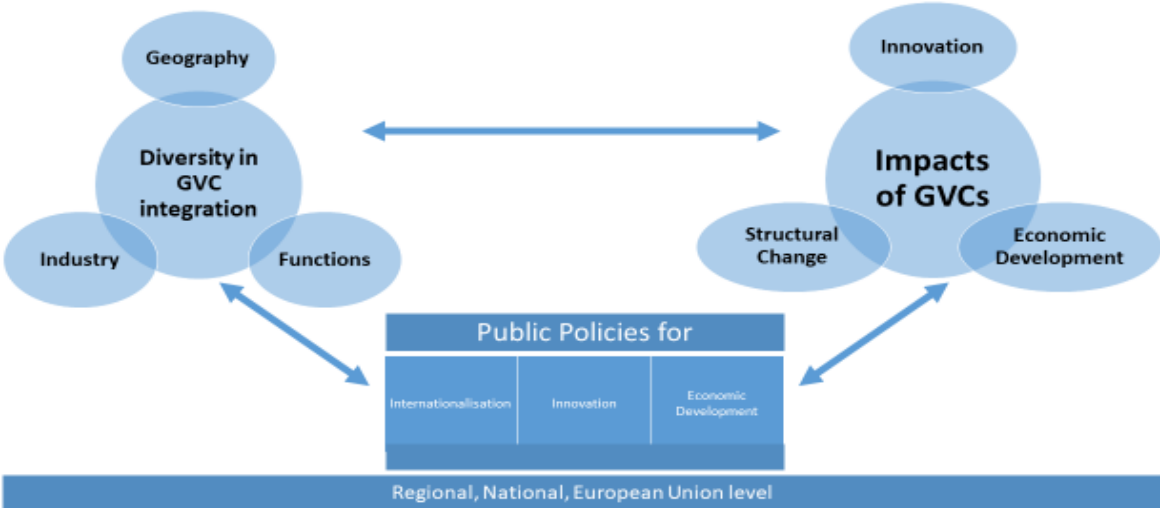 Geography
Diversity in
GVC
integration
Industry
Functions
Innovation
Impacts
of GVCs
Structural
Change
Economic
Development
Public Policies for
Internationalisation
Innovation
Economic
Development
Regional, National, European Union level